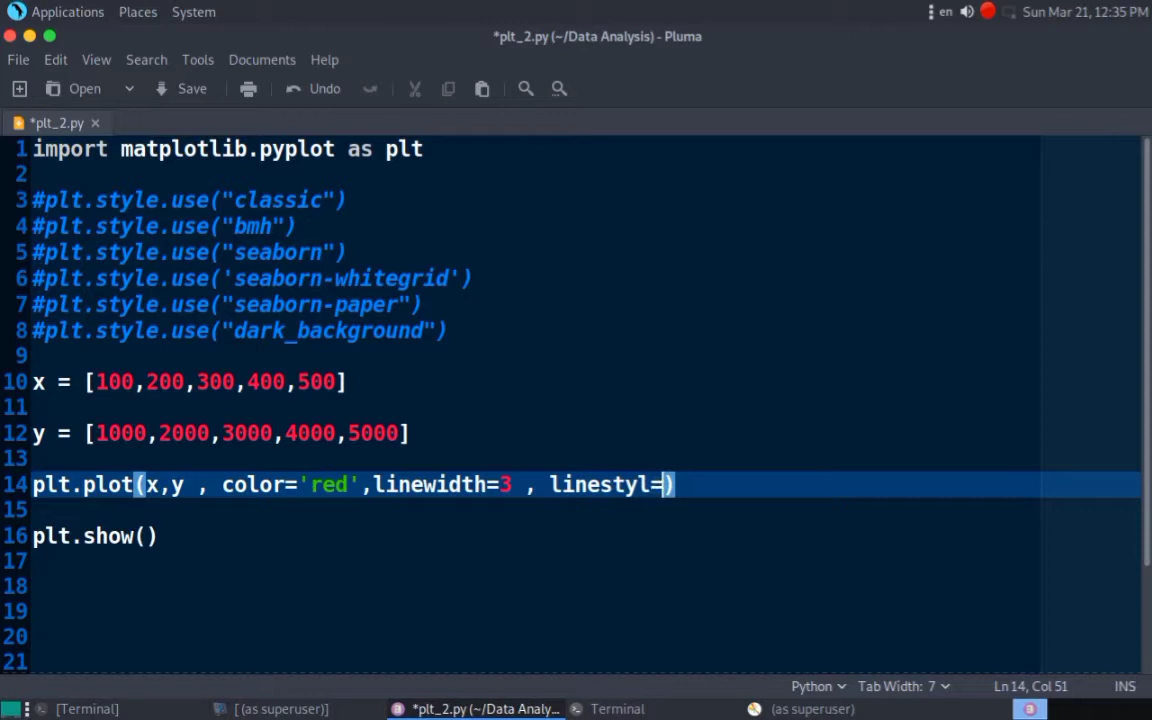 Applications Places System en Sun Mar 21, 12:35 PM
*plt_2.py (~/Data Analysis) - Pluma
File Edit View Search Tools Documents Help
Open Save Undo
*plt_2.py
1 import matplotlib.pyplot as plt
2
3 #plt.style.use("classic")
4 #plt.style.use("bmh")
5 #plt.style.use("seaborn")
6 #plt.style.use('seaborn-whitegrid')
7 #plt.style.use("seaborn-paper")
8 #plt.style.use("dark_background")
9
10 x = [100,200,300,400,500]
11
12 y = [1000,2000,3000,4000,5000]
13
14 plt.plot(x,y , color='red',linewidth=3 , linestyl=)
15
16 plt.show()
17
18
19
20
21
Python Tab Width: 7 Ln 14, Col 51 INS
[Terminal] [ (as superuser)] *plt_2.py (~/Data Analy... Terminal (as superuser)